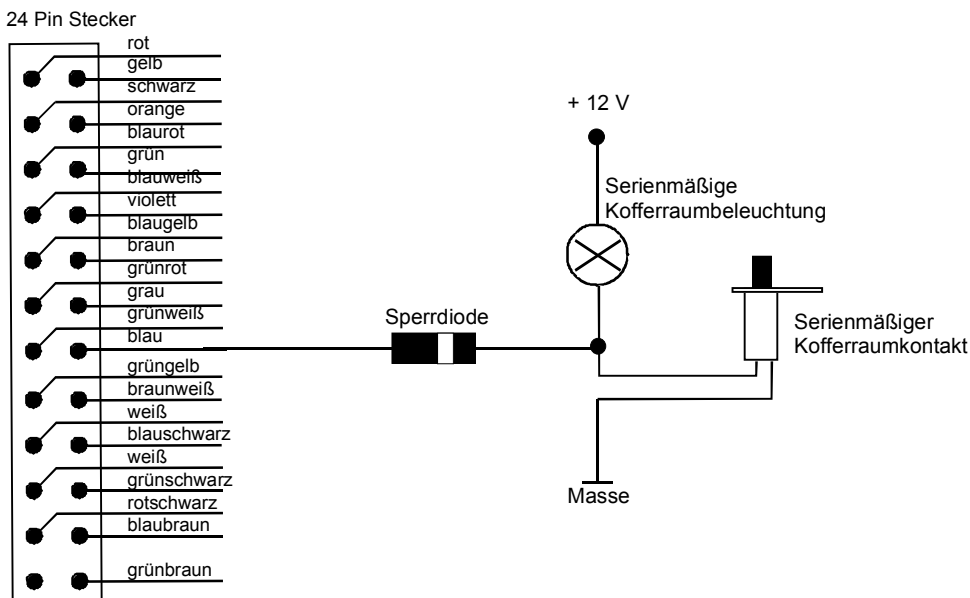 24 Pin Stecker
rot
gelb
schwarz
orange
blaurot
grün
blauweiß
violett
blaugelb
braun
grünrot
grau
grünweiß
blau
grüngelb
braunweiß
weiß
blauschwarz
weiß
grünschwarz
rotschwarz
blaubraun
grünbraun
Sperrdiode
+ 12 V
Serienmäßige
Kofferraumbeleuchtung
Serienmäßiger
Kofferraumkontakt
Masse